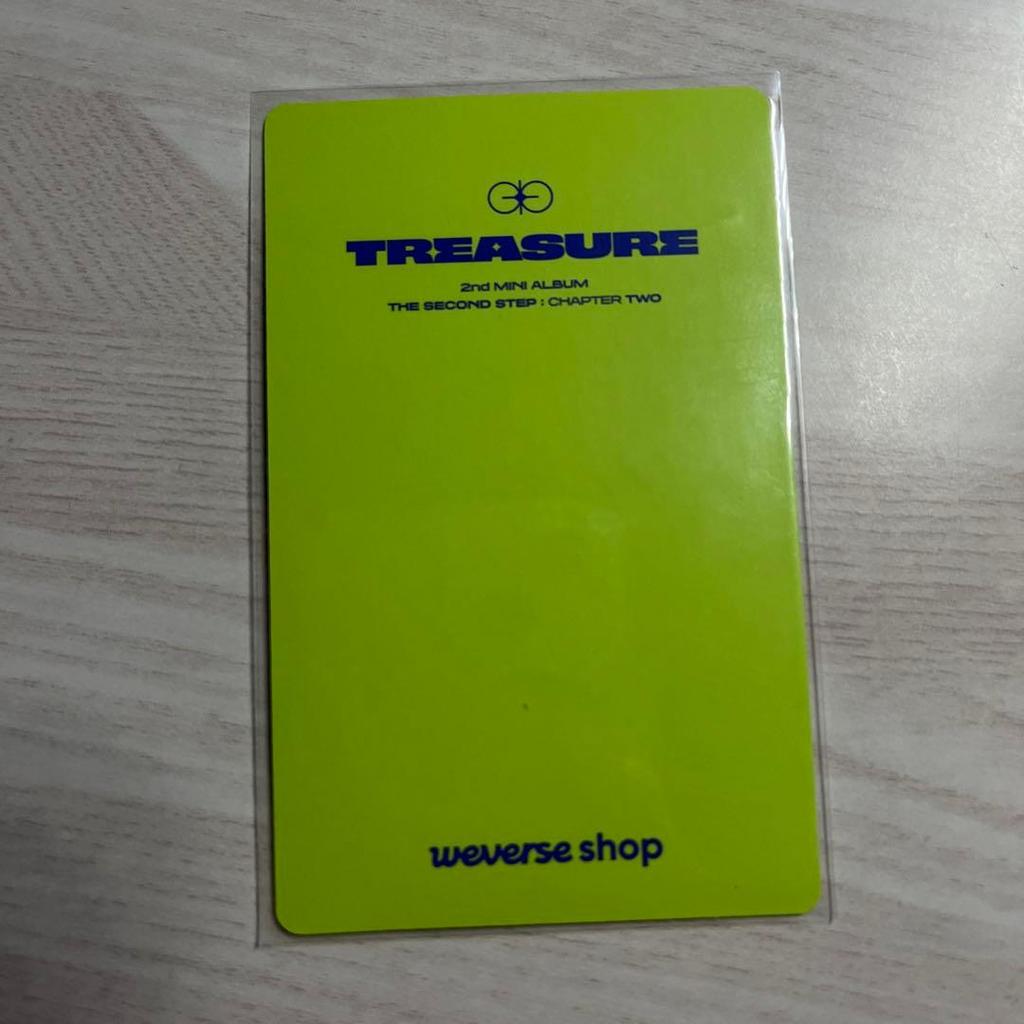 TREASURE
2nd MINI ALBUM
THE SECOND STEP : CHAPTER TWO
weverse shop